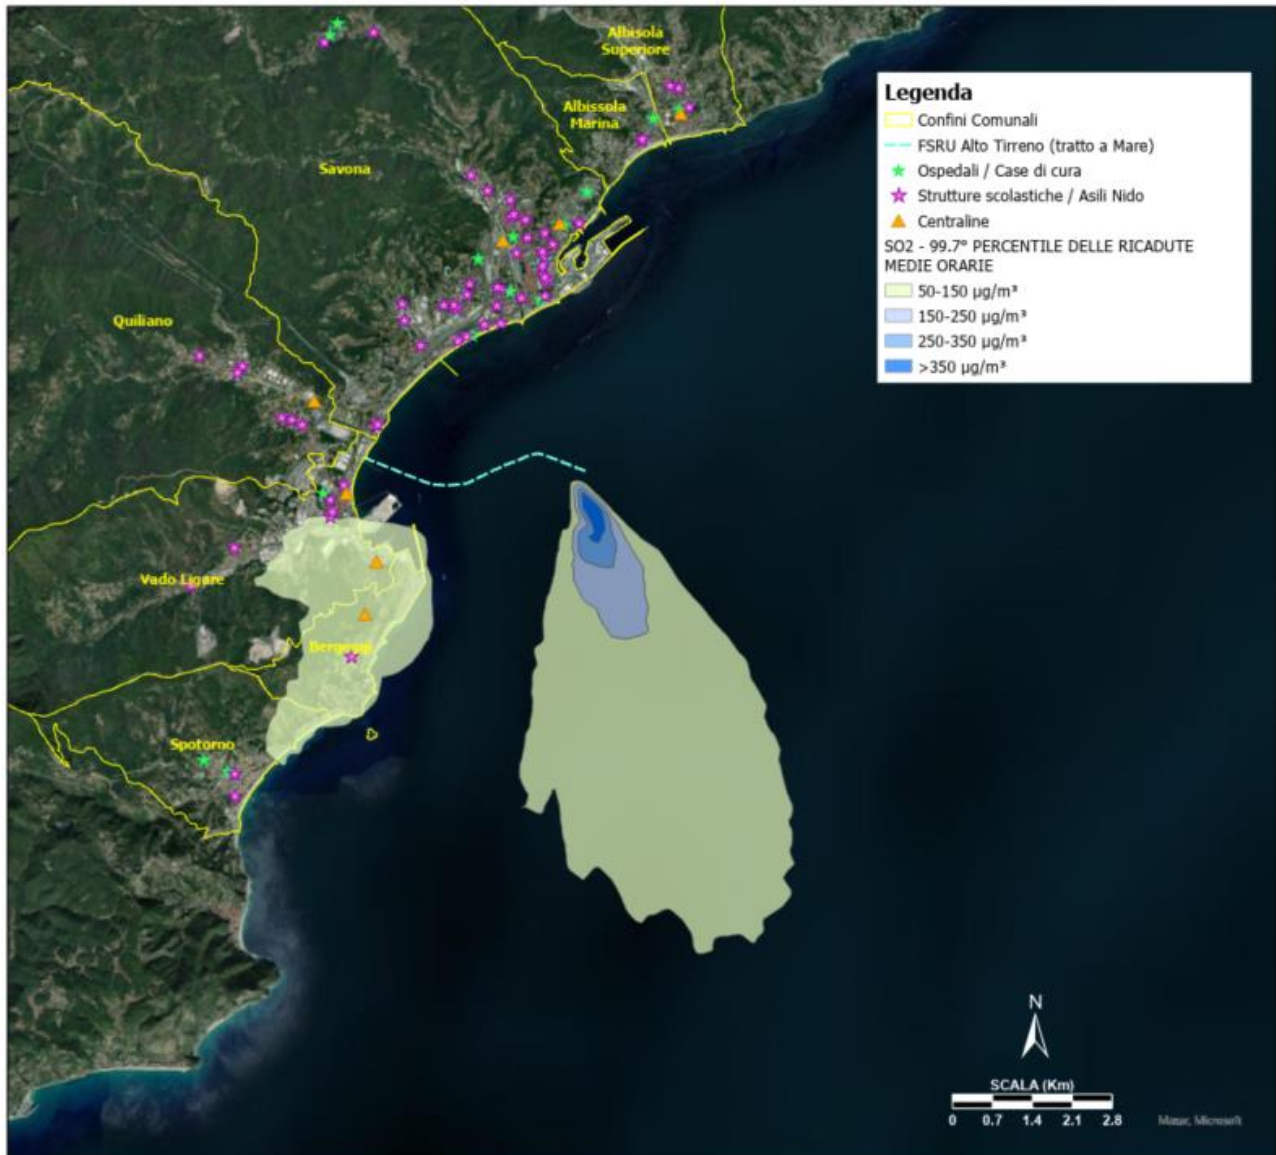 Albisola
Superiore
Albissola
Marina
Savona
Quiliano
Vado Ligure
Bergeggi
Spotorno
Legenda
Confini Comunali
FSRU Alto Tirreno (tratto a Mare)
Ospedali / Case di cura
Strutture scolastiche / Asili Nido
Centraline
SO2 - 99.7° PERCENTILE DELLE RICADUTE
MEDIE ORARIE
50-150 µg/m³
150-250 µg/m³
250-350 µg/m³
>350 µg/m³
N
SCALA (Km)
0 0.7 1.4 2.1 2.8
Maxar, Microsoft